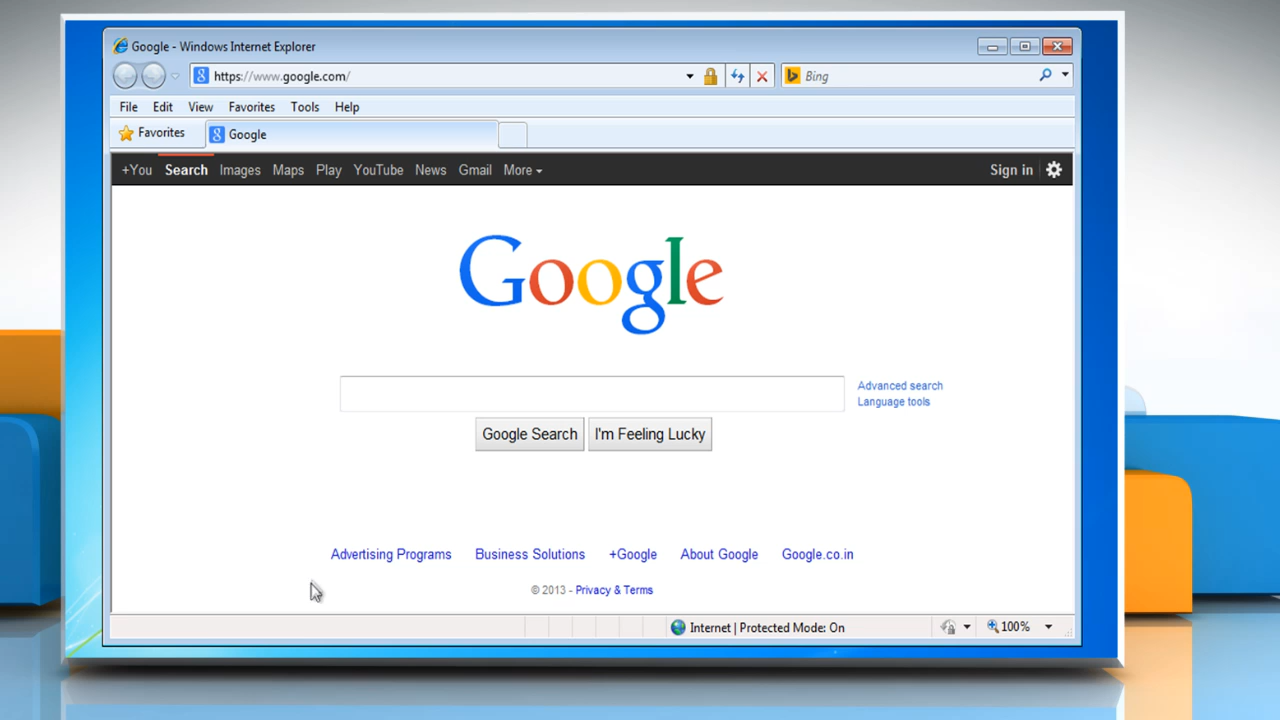 Google - Windows Internet Explorer
https://www.google.com/
Bing
File Edit View Favorites Tools Help
Favorites
Google
+You Search Images Maps Play YouTube News Gmail More Sign in
Google
Advanced search
Language tools
Google Search I'm Feeling Lucky
Advertising Programs Business Solutions +Google About Google Google.co.in
© 2013 - Privacy & Terms
Internet | Protected Mode: On 100%